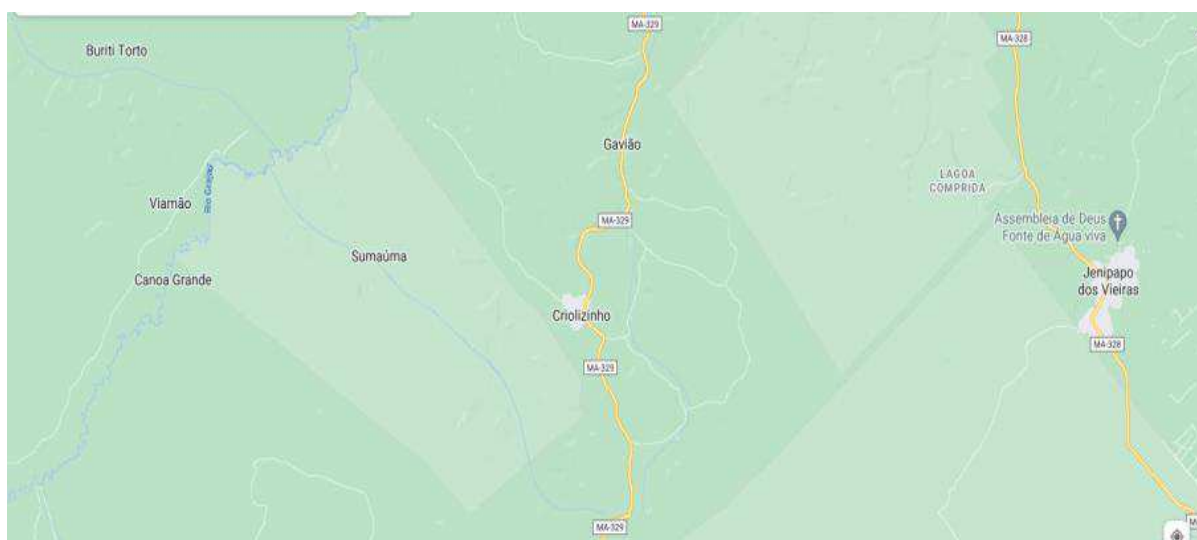 MA-329
MA-328
Buriti Torto
Gavião
LAGOA
COMPRIDA
Rio Grajaú
Viamão
MA-329
Assembleia de Deus
Fonte de Água viva
Sumaúma
Canoa Grande
Jenipapo
dos Vieiras
Criolizinho
MA-328
MA-329
MA-329